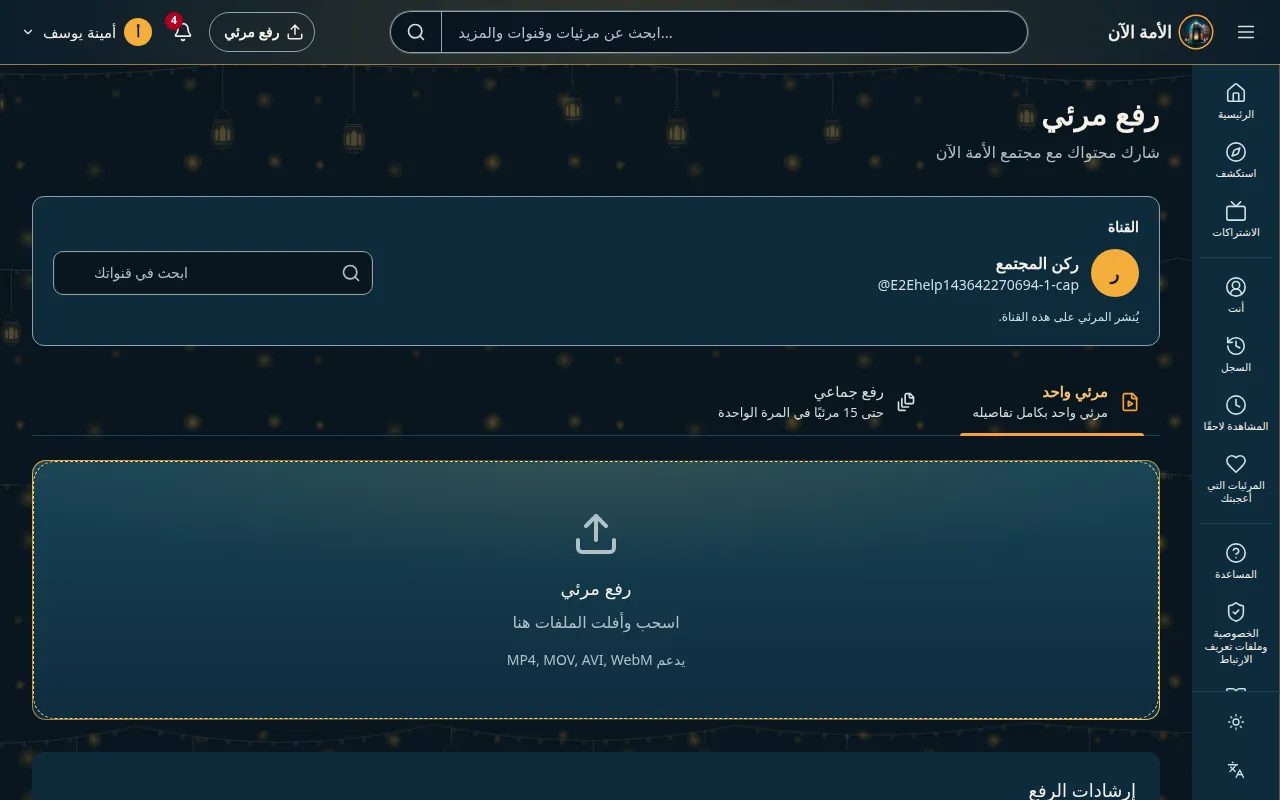 الأمة الآن
ابحث عن مرئيات وقنوات والمزيد...
رفع مرئي
4
أ
أمينة يوسف
الرئيسية
استكشف
الاشتراكات
أنت
السجل
المشاهدة لاحقًا
المرئيات التي
أعجبتك
المساعدة
الخصوصية
وملفات تعريف
الارتباط
رفع مرئي
شارك محتواك مع مجتمع الأمة الآن
القناة
ر
ركن المجتمع
@E2Ehelp143642270694-1-cap
يُنشر المرئي على هذه القناة.
ابحث في قنواتك
مرئي واحد
مرئي واحد بكامل تفاصيله
رفع جماعي
حتى 15 مرئيًا في المرة الواحدة
رفع مرئي
اسحب وأفلت الملفات هنا
يدعم MP4, MOV, AVI, WebM
إرشادات الرفع